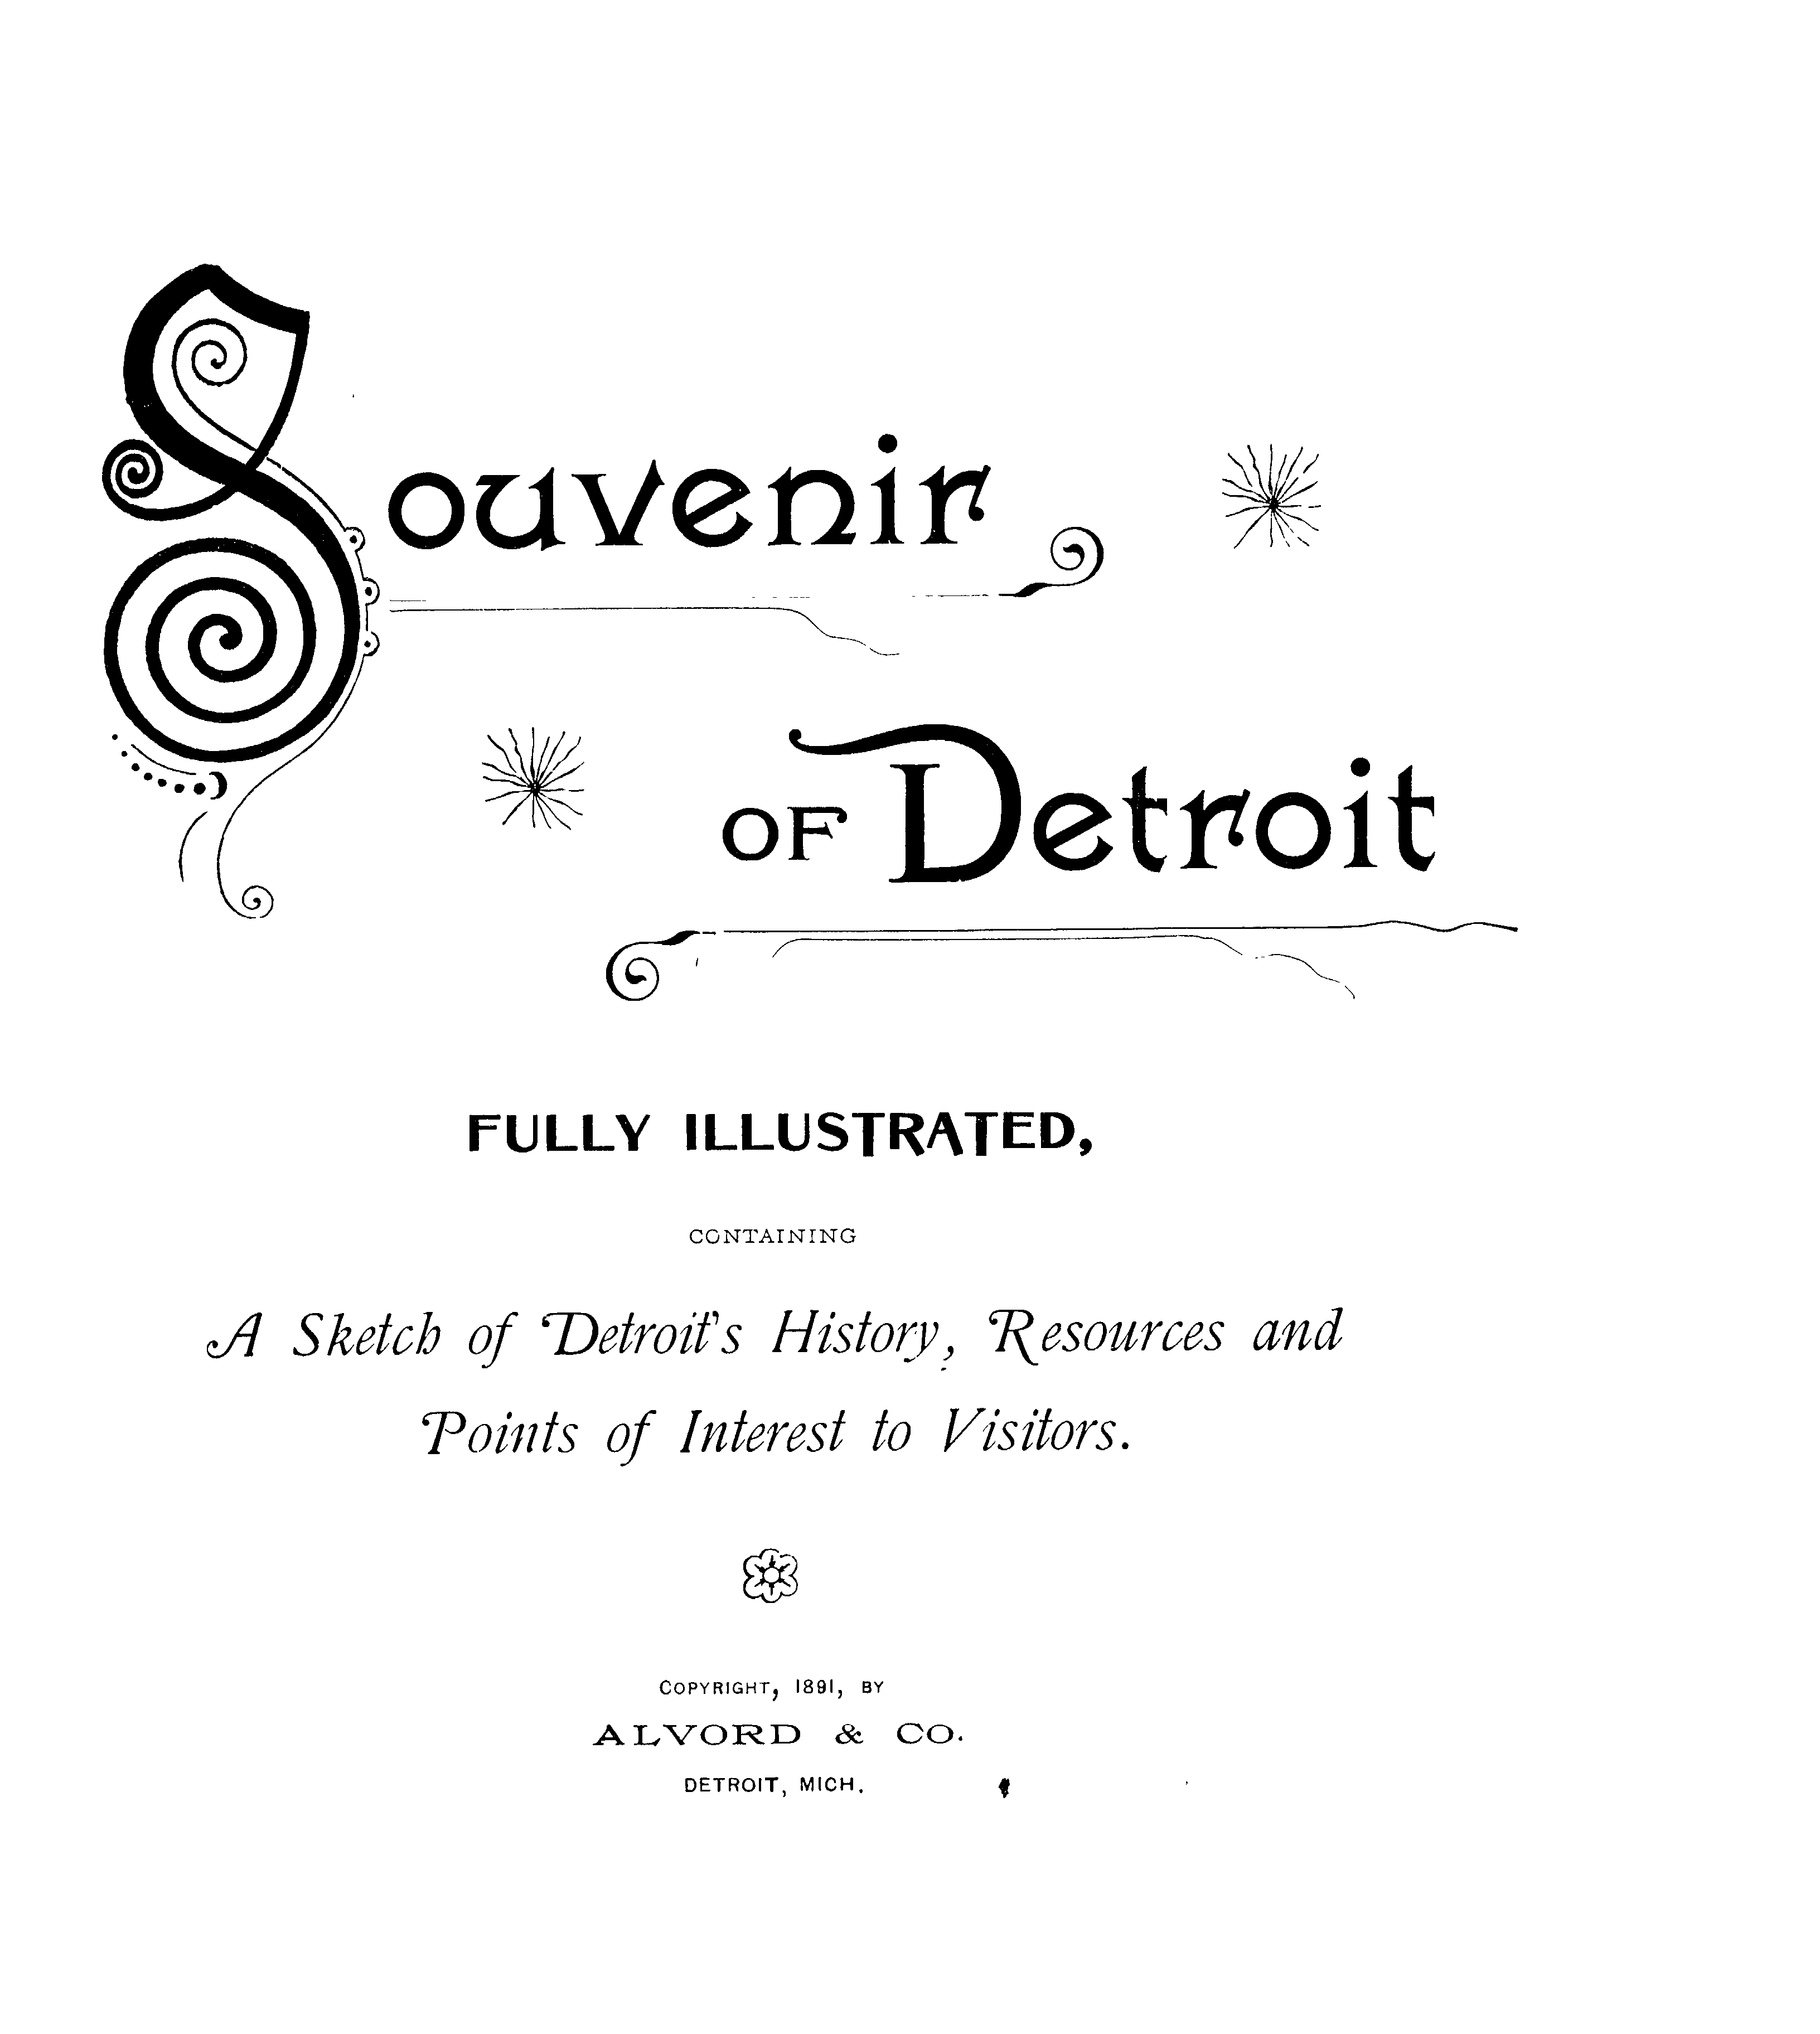 Souvenir
OF Detroit
FULLY ILLUSTRATED,
CONTAINING
A Sketch of Detroit's History, Resources and
Points of Interest to Visitors.
COPYRIGHT, 1891, BY
ALVORD & CO.
DETROIT, MICH.